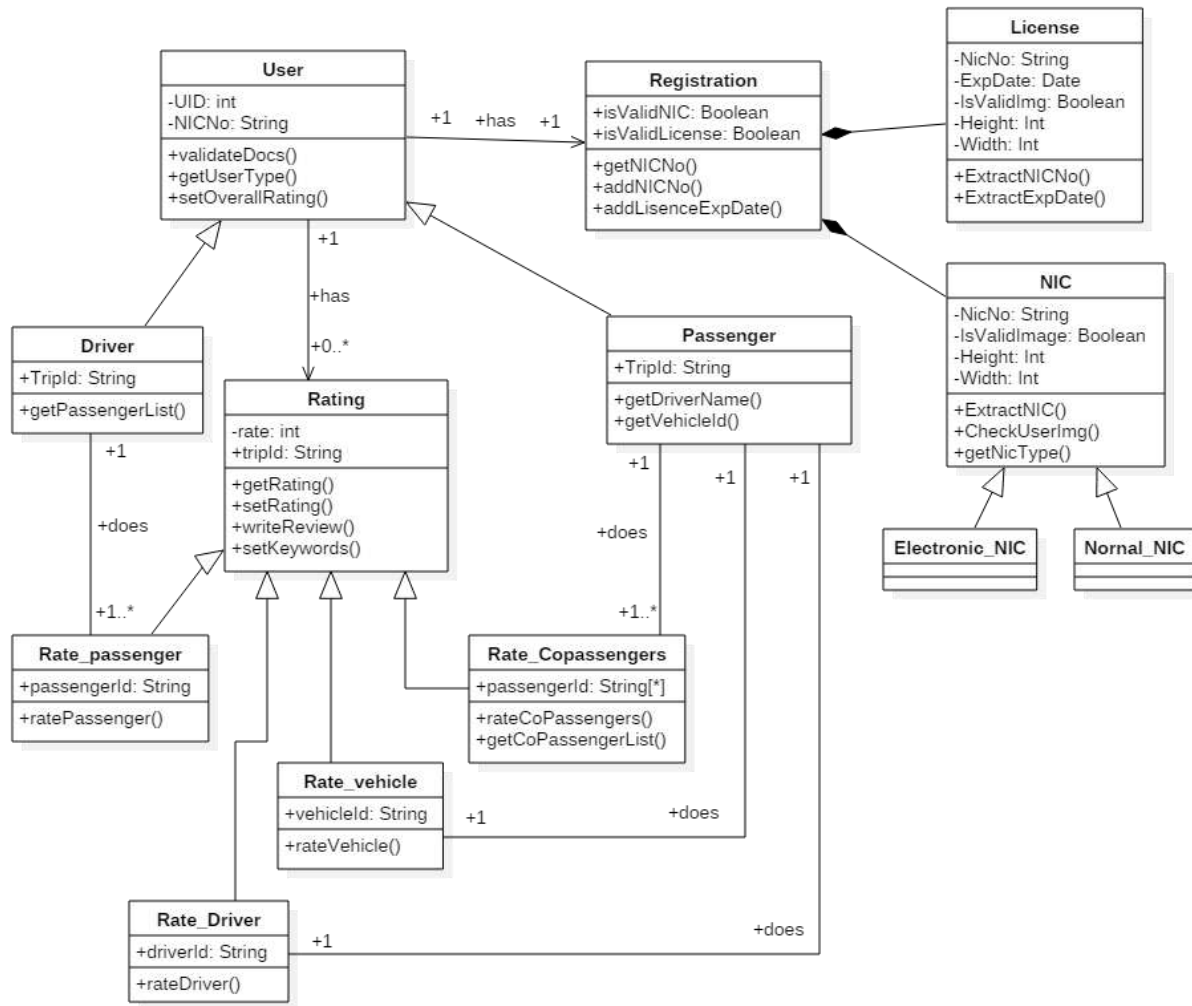 License
-NicNo: String
-ExpDate: Date
-IsValidImg: Boolean
-Height: Int
-Width: Int
+ExtractNICNo()
+ExtractExpDate()
User
-UID: int
-NICNo: String
+validateDocs()
+getUserType()
+setOverallRating()
+1
+has
+1
Registration
+isValidNIC: Boolean
+isValidLicense: Boolean
+getNICNo()
+addNICNo()
+addLisenceExpDate()
NIC
-NicNo: String
-IsValidImage: Boolean
-Height: Int
-Width: Int
+ExtractNIC()
+CheckUserImg()
+getNicType()
+1
+has
+0..*
Driver
+TripId: String
+getPassengerList()
Passenger
+TripId: String
+getDriverName()
+getVehicleId()
Rating
-rate: int
+tripId: String
+getRating()
+setRating()
+writeReview()
+setKeywords()
+1
+does
+1..*
+1
+1
+1
+does
+1..*
Electronic_NIC
Nornal_NIC
Rate_passenger
+passengerId: String
+ratePassenger()
Rate_Copassengers
+passengerId: String[*]
+rateCoPassengers()
+getCoPassengerList()
Rate_vehicle
+vehicleId: String
+rateVehicle()
+1
+does
Rate_Driver
+driverId: String
+rateDriver()
+1
+does